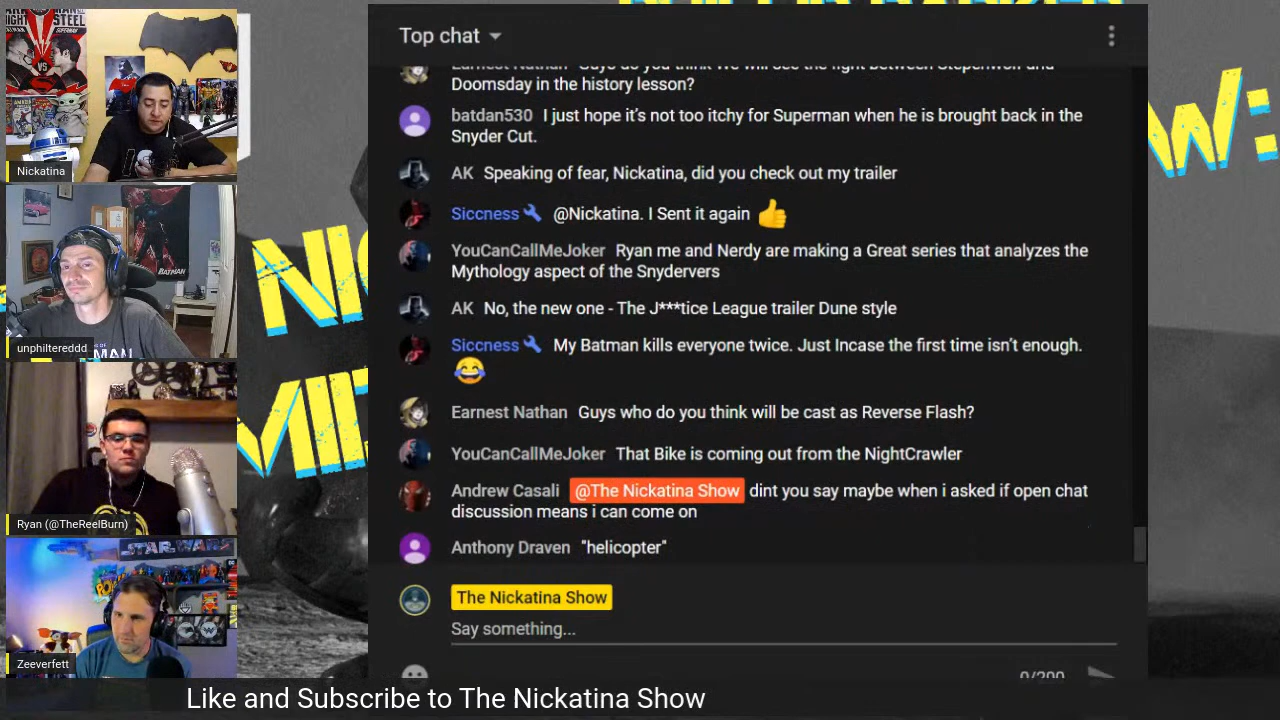 Top chat
Earnest Nathan Guys do you think we will see the fight between Stepenwolf and
Doomsday in the history lesson?
batdan530 I just hope it's not too itchy for Superman when he is brought back in the
Snyder Cut.
AK Speaking of fear, Nickatina, did you check out my trailer
Siccness @Nickatina. I Sent it again 👍
YouCanCallMeJoker Ryan me and Nerdy are making a Great series that analyzes the
Mythology aspect of the Snydervers
AK No, the new one - The J***tice League trailer Dune style
Siccness My Batman kills everyone twice. Just Incase the first time isn't enough.
😂
Earnest Nathan Guys who do you think will be cast as Reverse Flash?
YouCanCallMeJoker That Bike is coming out from the NightCrawler
Andrew Casali @The Nickatina Show dint you say maybe when i asked if open chat
discussion means i can come on
Anthony Draven "helicopter"
The Nickatina Show
Say something...
0/200
Nickatina
BATMAN
unphiltereddd
Ryan (@TheReelBurn)
STAR WARS
Zeeverfett
Like and Subscribe to The Nickatina Show